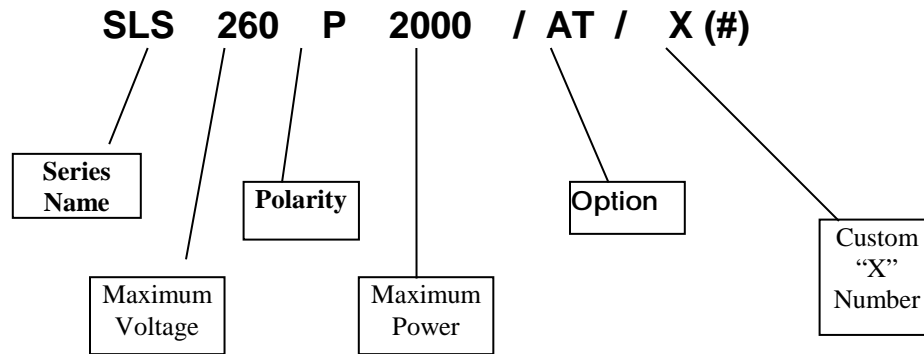 SLS 260 P 2000 / AT / X (#)
Series
Name
Polarity
Option
Maximum
Voltage
Maximum
Power
Custom
“X”
Number